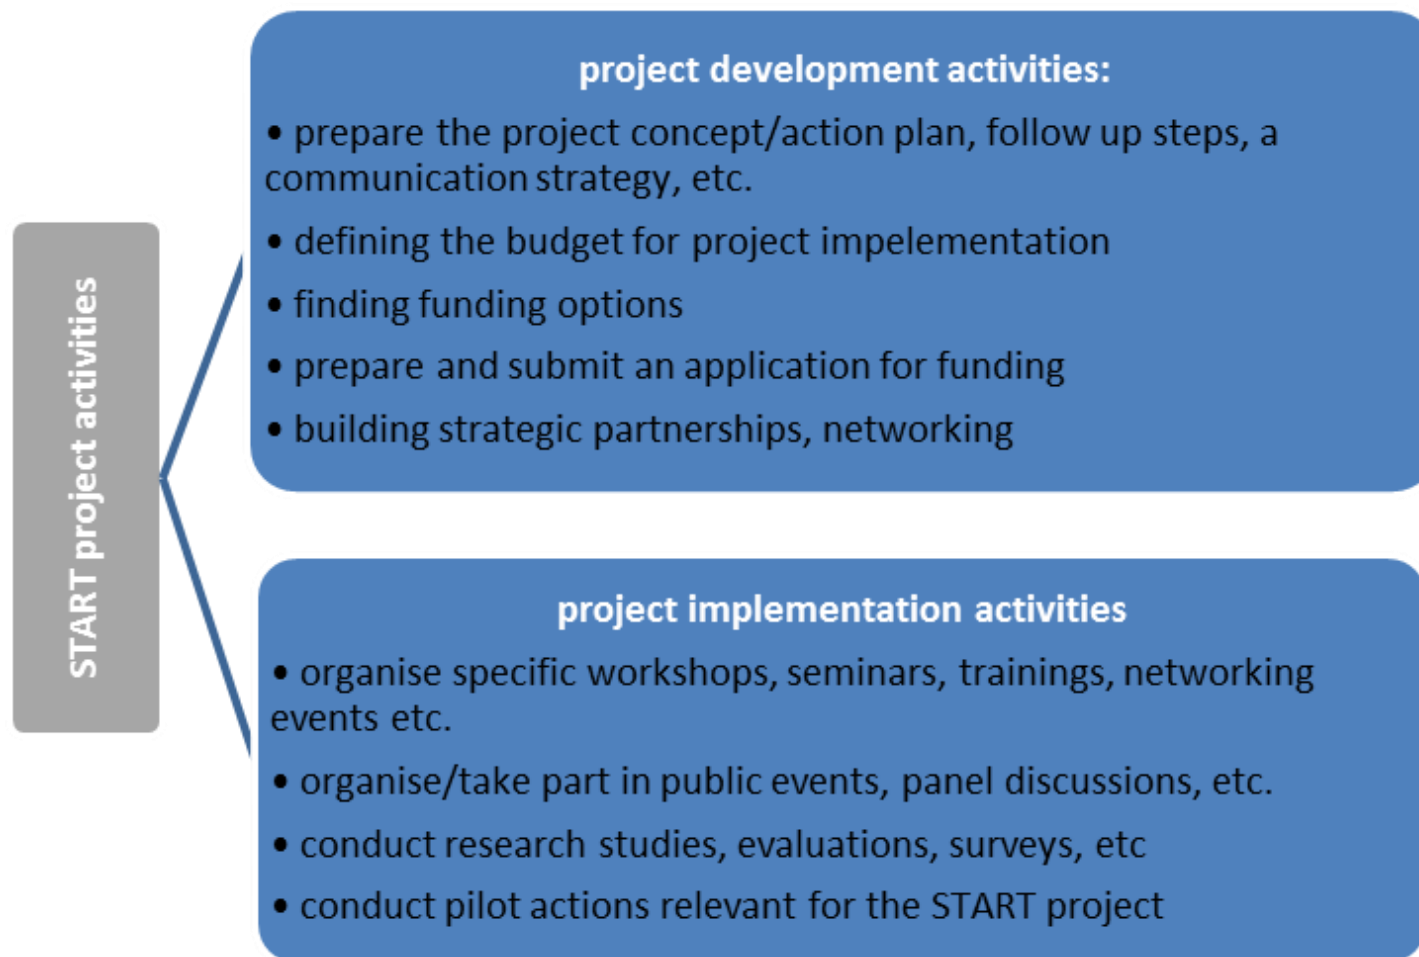 START project activities
project development activities:
• prepare the project concept/action plan, follow up steps, a
communication strategy, etc.
• defining the budget for project impelementation
• finding funding options
• prepare and submit an application for funding
• building strategic partnerships, networking
project implementation activities
• organise specific workshops, seminars, trainings, networking
events etc.
• organise/take part in public events, panel discussions, etc.
• conduct research studies, evaluations, surveys, etc
• conduct pilot actions relevant for the START project